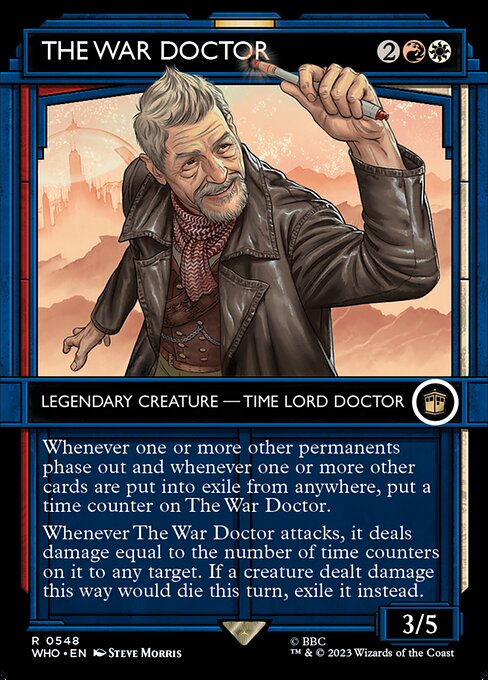 THE WAR DOCTOR 2
LEGENDARY CREATURE — TIME LORD DOCTOR
Whenever one or more other permanents
phase out and whenever one or more other
cards are put into exile from anywhere, put a
time counter on The War Doctor.
Whenever The War Doctor attacks, it deals
damage equal to the number of time counters
on it to any target. If a creature dealt damage
this way would die this turn, exile it instead.
3/5
R 0548
WHO • EN Steve Morris
© BBC
™ & © 2023 Wizards of the Coast